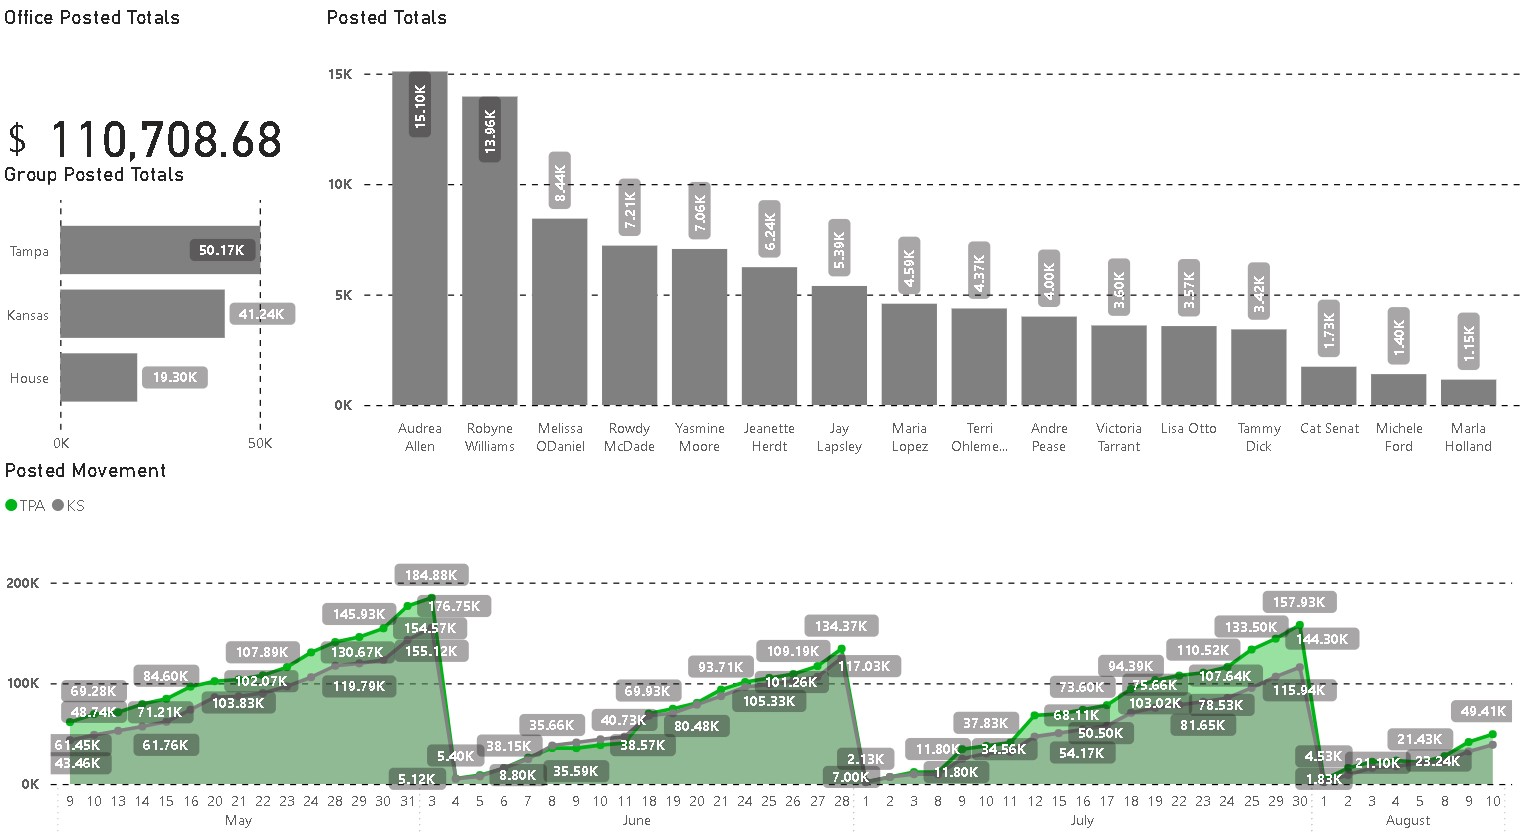 Office Posted Totals
$ 110,708.68
Group Posted Totals
Tampa
50.17K
Kansas
41.24K
House
19.30K
0K 50K
Posted Totals
15K
10K
5K
0K
15.10K 13.96K 8.44K 7.21K 7.06K 6.24K 5.39K 4.59K 4.37K 4.00K 3.60K 3.57K 3.42K 1.73K 1.40K 1.15K
Audrea Robyne Melissa Rowdy Yasmine Jeanette Jay Maria Terri Andre Victoria Lisa Otto Tammy Cat Senat Michele Marla
Allen Williams ODaniel McDade Moore Herdt Lapsley Lopez Ohleme... Pease Tarrant Dick Ford Holland
Posted Movement
TPA KS
200K
100K
0K
184.88K
176.75K
145.93K
154.57K
155.12K
107.89K
130.67K
84.60K
102.07K
119.79K
69.28K
103.83K
48.74K
71.21K
61.45K
61.76K
43.46K
134.37K
109.19K
117.03K
93.71K
101.26K
69.93K
105.33K
35.66K
40.73K
80.48K
5.40K
38.15K
38.57K
5.12K
8.80K
35.59K
157.93K
133.50K
144.30K
110.52K
94.39K
107.64K
115.94K
73.60K
75.66K
37.83K
68.11K
103.02K
78.53K
2.13K
11.80K
34.56K
50.50K
81.65K
7.00K
11.80K
54.17K
49.41K
4.53K
21.43K
1.83K
21.10K
23.24K
9 10 13 14 15 16 20 21 22 23 24 28 29 30 31 3 4 5 6 7 8 9 10 11 18 19 20 21 24 25 26 27 28 1 2 3 8 9 10 11 12 15 16 17 18 19 22 23 24 25 29 30 1 2 3 4 5 8 9 10
May June July August